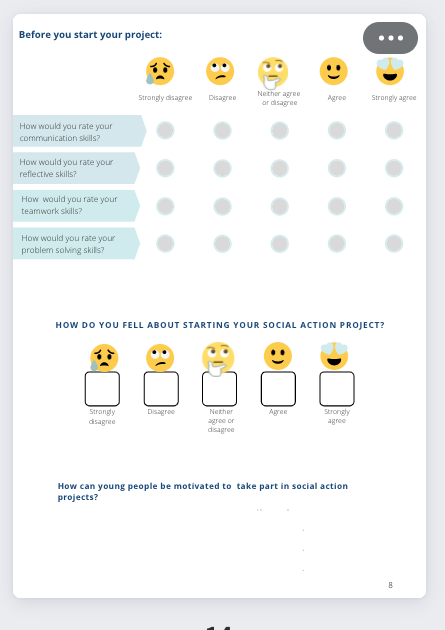 Before you start your project:
Strongly disagree Disagree Neither agree or disagree Agree Strongly agree
How would you rate your
communication skills?
How would you rate your
reflective skills?
How would you rate your
teamwork skills?
How would you rate your
problem solving skills?
HOW DO YOU FELL ABOUT STARTING YOUR SOCIAL ACTION PROJECT?
Strongly disagree Disagree Neither agree or disagree Agree Strongly agree
How can young people be motivated to take part in social action
projects?
8